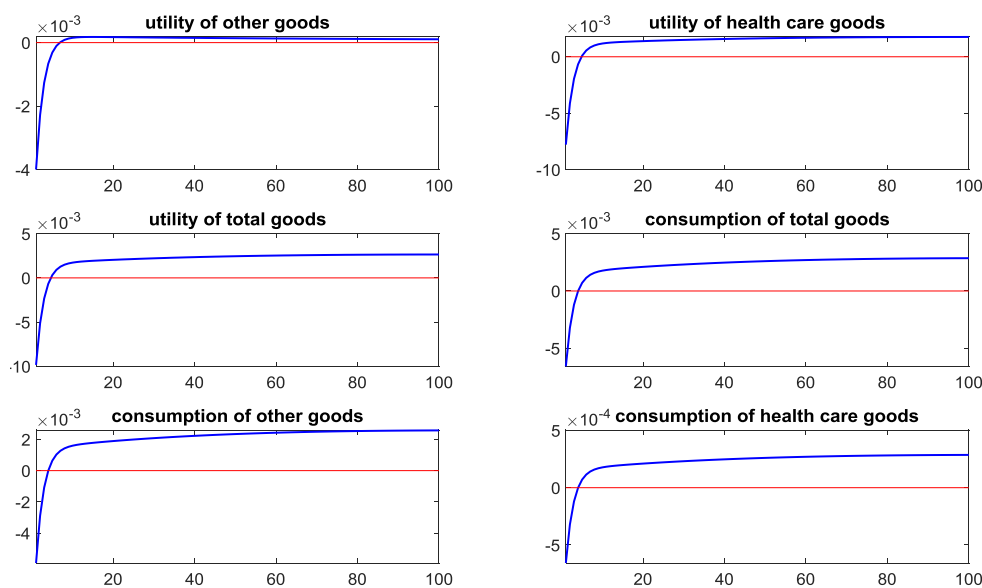 utility of other goods
×10-3
0
-2
-4
20 40 60 80 100
utility of health care goods
×10-3
0
-5
-10
20 40 60 80 100
utility of total goods
×10-3
5
0
-5
-10
20 40 60 80 100
consumption of total goods
×10-3
5
0
-5
20 40 60 80 100
consumption of other goods
×10-3
2
0
-2
-4
20 40 60 80 100
×10-4 consumption of health care goods
5
0
-5
20 40 60 80 100